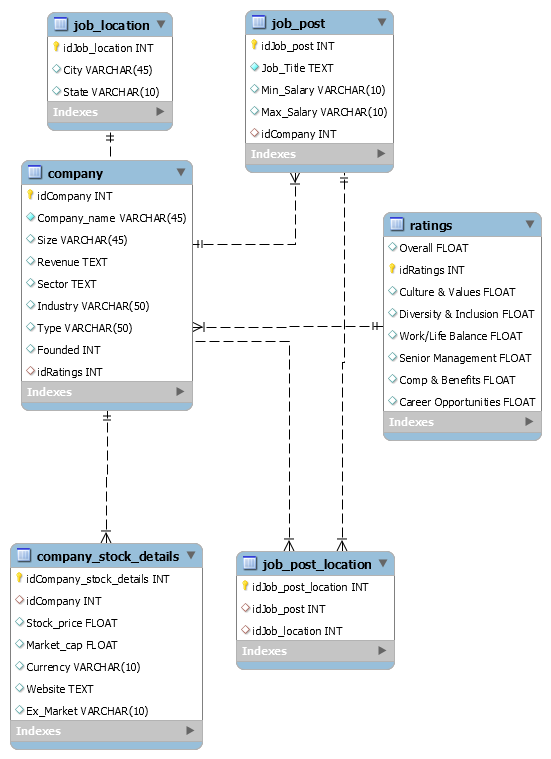 job_location
idJob_location INT
City VARCHAR(45)
State VARCHAR(10)
Indexes
job_post
idJob_post INT
Job_Title TEXT
Min_Salary VARCHAR(10)
Max_Salary VARCHAR(10)
idCompany INT
Indexes
company
idCompany INT
Company_name VARCHAR(45)
Size VARCHAR(45)
Revenue TEXT
Sector TEXT
Industry VARCHAR(50)
Type VARCHAR(50)
Founded INT
idRatings INT
Indexes
ratings
Overall FLOAT
idRatings INT
Culture & Values FLOAT
Diversity & Inclusion FLOAT
Work/Life Balance FLOAT
Senior Management FLOAT
Comp & Benefits FLOAT
Career Opportunities FLOAT
Indexes
company_stock_details
idCompany_stock_details INT
idCompany INT
Stock_price FLOAT
Market_cap FLOAT
Currency VARCHAR(10)
Website TEXT
Ex_Market VARCHAR(10)
Indexes
job_post_location
idJob_post_location INT
idJob_post INT
idJob_location INT
Indexes